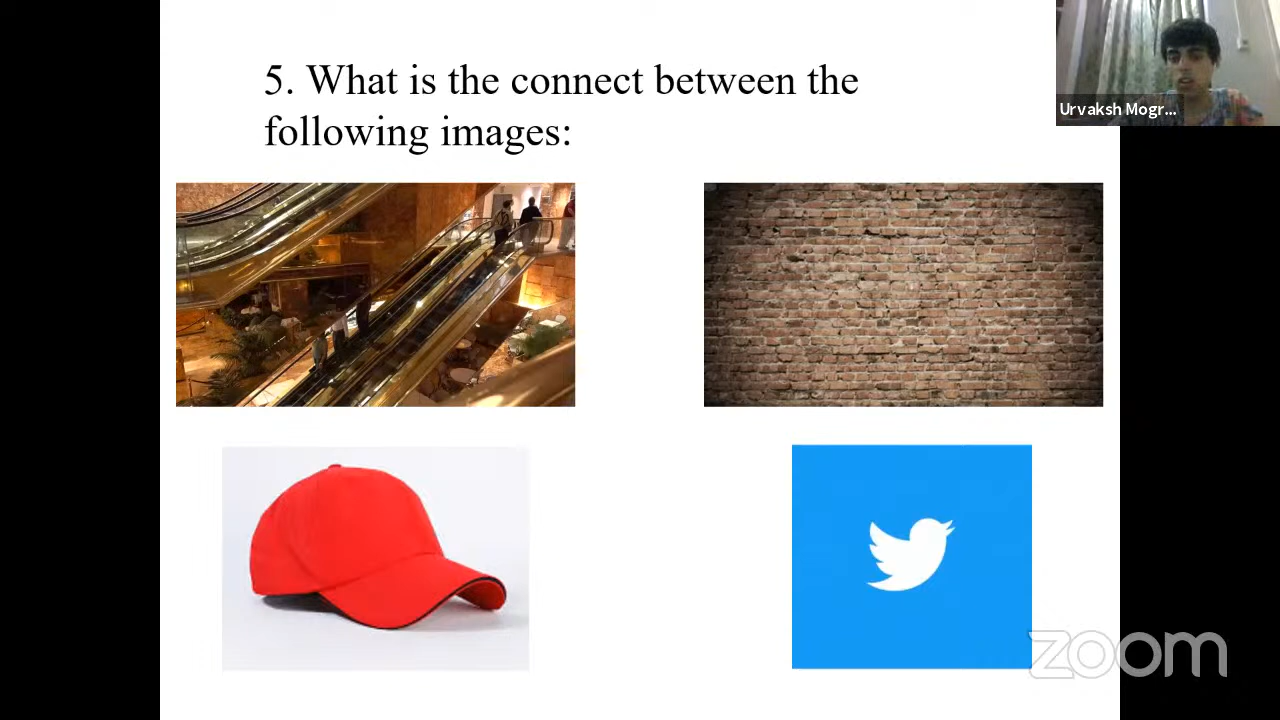 5. What is the connect between the
following images:
Urvaksh Mogr...
zoom